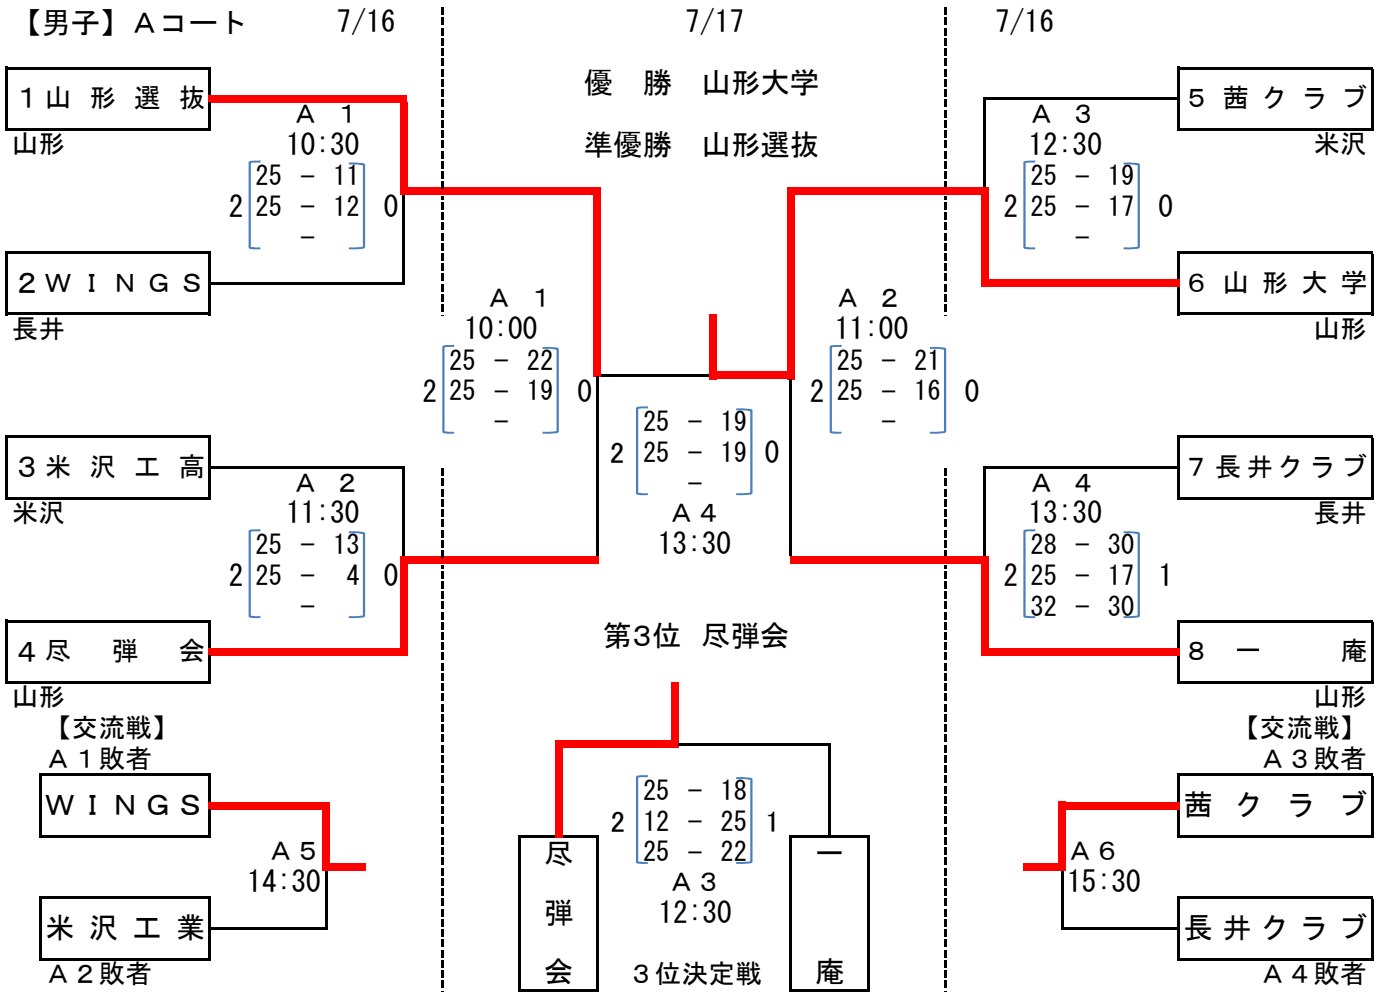 【男子】Aコート 7/16 7/17 7/16
優 勝 山形大学
準優勝 山形選抜
1山形選抜
山形
A 1
10:30
25 － 11
2 25 － 12 0
－
2WINGS
長井
3米沢工高
米沢
A 2
11:30
25 － 13
2 25 － 4 0
－
4尽弾会
山形
A 1
10:00
25 － 22
2 25 － 19 0
－
25 － 19
2 25 － 19 0
－
A4
13:30
A 2
11:00
25 － 21
2 25 － 16 0
－
5茜クラブ
米沢
A 3
12:30
25 － 19
2 25 － 17 0
－
6山形大学
山形
7長井クラブ
長井
A 4
13:30
28 － 30
2 25 － 17 1
32 － 30
8一庵
山形
【交流戦】
A1敗者
WINGS
A5
14:30
米沢工業
A2敗者
第3位 尽弾会
25 － 18
2 12 － 25 1
25 － 22
A3
12:30
尽弾会
一庵
3位決定戦
【交流戦】
A3敗者
茜クラブ
A6
15:30
長井クラブ
A4敗者